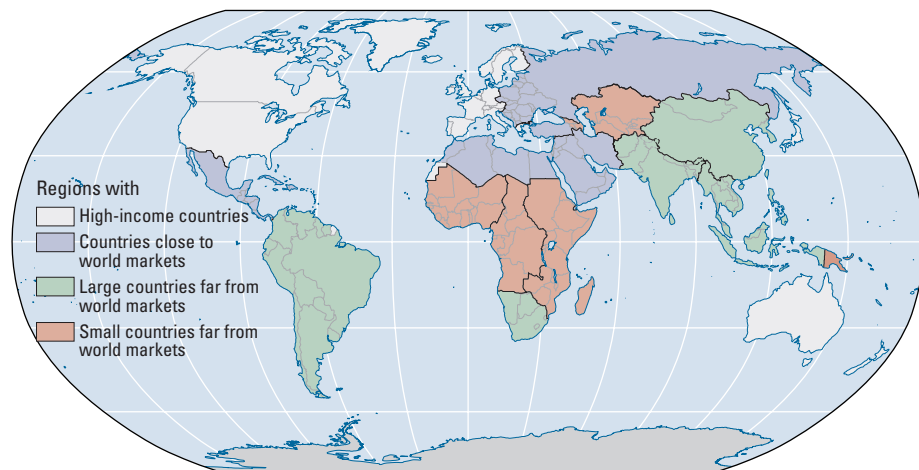 Regions with
High-income countries
Countries close to
world markets
Large countries far from
world markets
Small countries far from
world markets